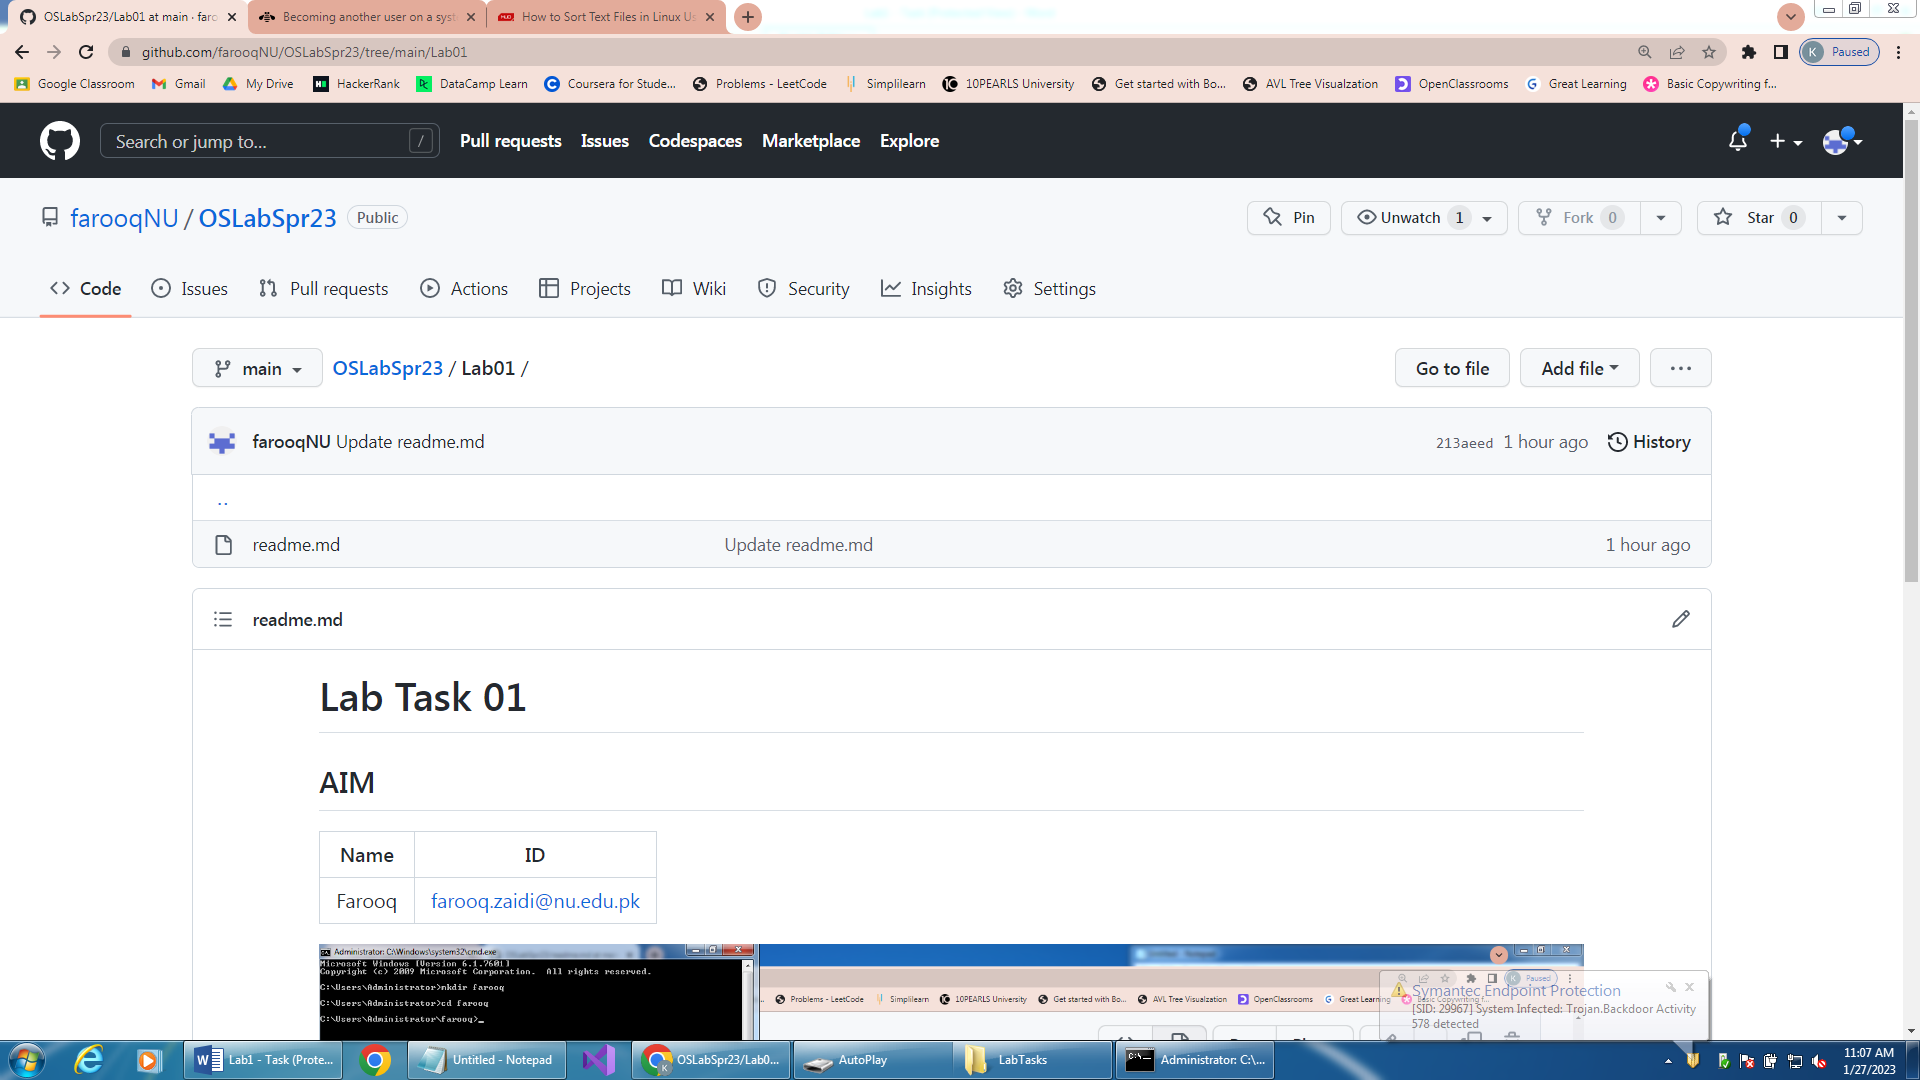 OSLabSpr23/Lab01 at main · faro
Becoming another user on a syst
How to Sort Text Files in Linux Us
github.com/farooqNU/OSLabSpr23/tree/main/Lab01
K Paused
Google Classroom Gmail My Drive HackerRank DataCamp Learn Coursera for Stude... Problems - LeetCode Simplilearn 10PEARLS University Get started with Bo... AVL Tree Visualzation OpenClassrooms Great Learning Basic Copywriting f...
Search or jump to... / Pull requests Issues Codespaces Marketplace Explore
farooqNU / OSLabSpr23 Public
Pin Unwatch 1 Fork 0 Star 0
Code Issues Pull requests Actions Projects Wiki Security Insights Settings
main OSLabSpr23 / Lab01 / Go to file Add file ...
farooqNU Update readme.md 213aeed 1 hour ago History
..
readme.md Update readme.md 1 hour ago
readme.md
Lab Task 01
AIM
Name ID
Farooq farooq.zaidi@nu.edu.pk
Administrator: C:\Windows\system32\cmd.exe
Microsoft Windows [Version 6.1.7601]
Copyright (c) 2009 Microsoft Corporation. All rights reserved.
C:\Users\Administrator>mkdir farooq
C:\Users\Administrator>cd farooq
C:\Users\Administrator\farooq>_
K Paused
Problems - LeetCode Simplilearn 10PEARLS University Get started with Bo... AVL Tree Visualzation OpenClassrooms Great Learning
Symantec Endpoint Protection
[SID: 29967] System Infected: Trojan.Backdoor Activity
578 detected
Lab1 - Task (Prote... Untitled - Notepad OSLabSpr23/Lab0... AutoPlay LabTasks Administrator: C:\...
11:07 AM
1/27/2023